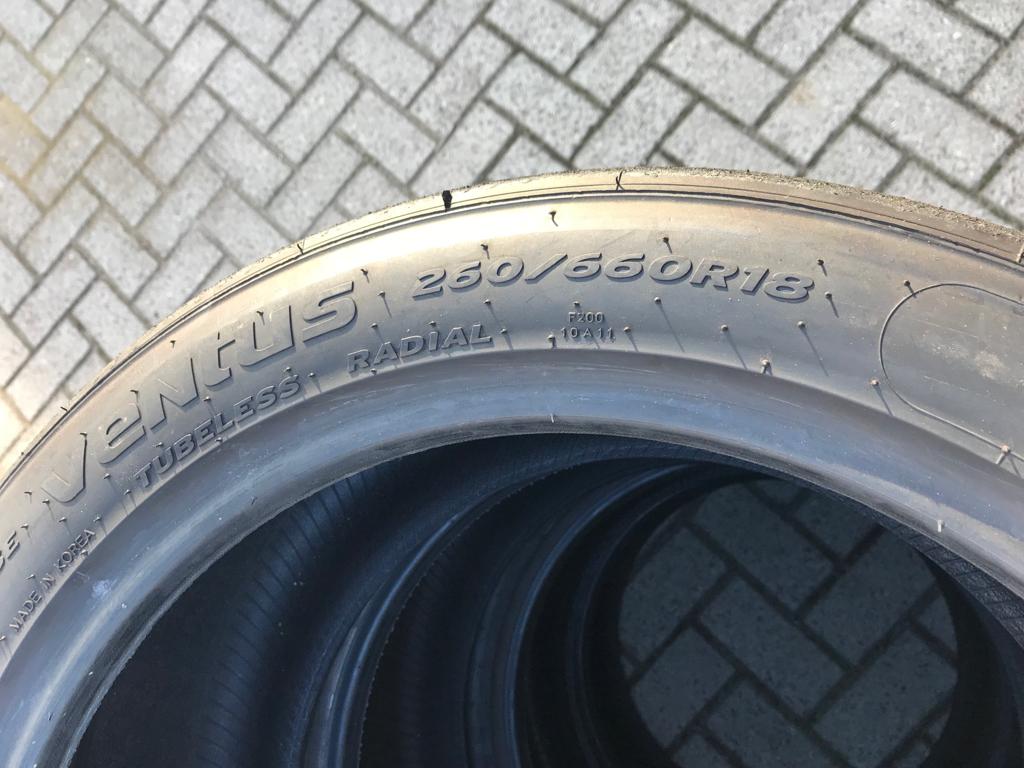 ventus
260/660R18
TUBELESS RADIAL
F200
10A11
MADE IN KOREA